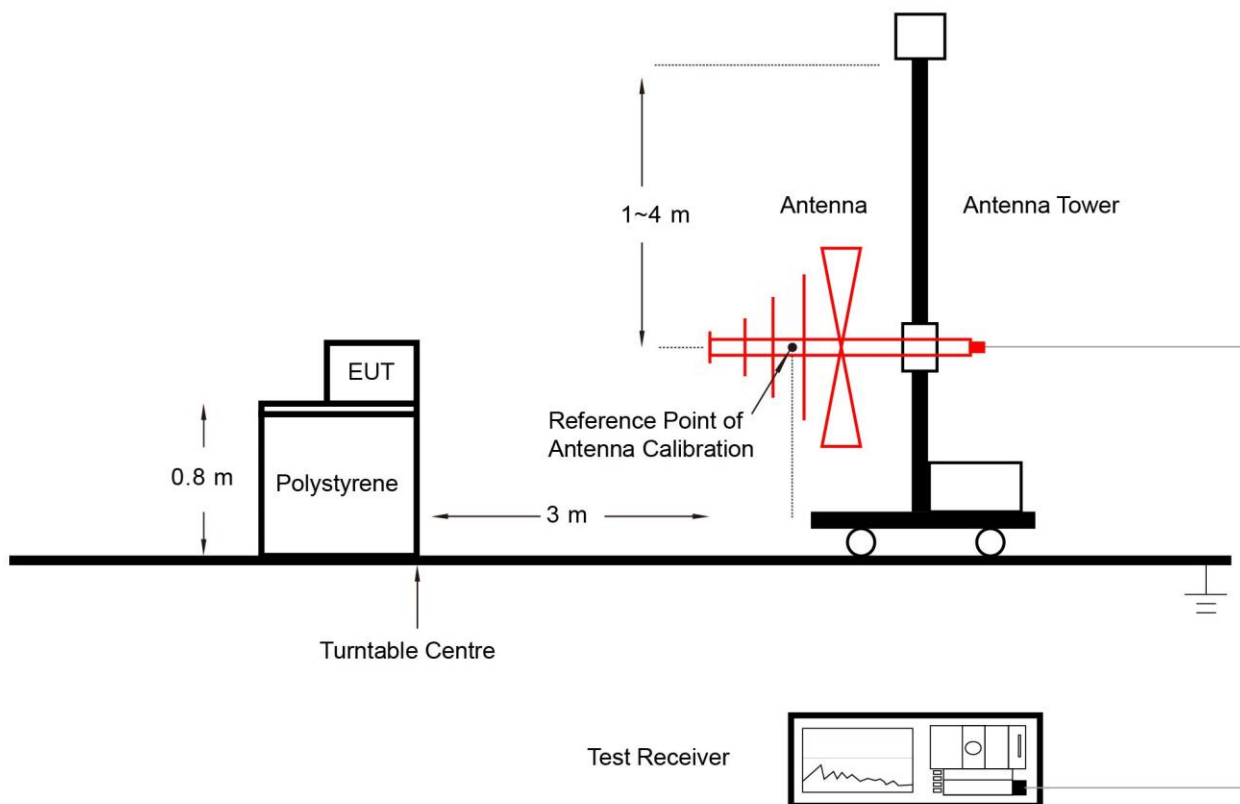 1~4 m
Antenna
Antenna Tower
EUT
Reference Point of
Antenna Calibration
0.8 m
Polystyrene
3 m
Turntable Centre
Test Receiver